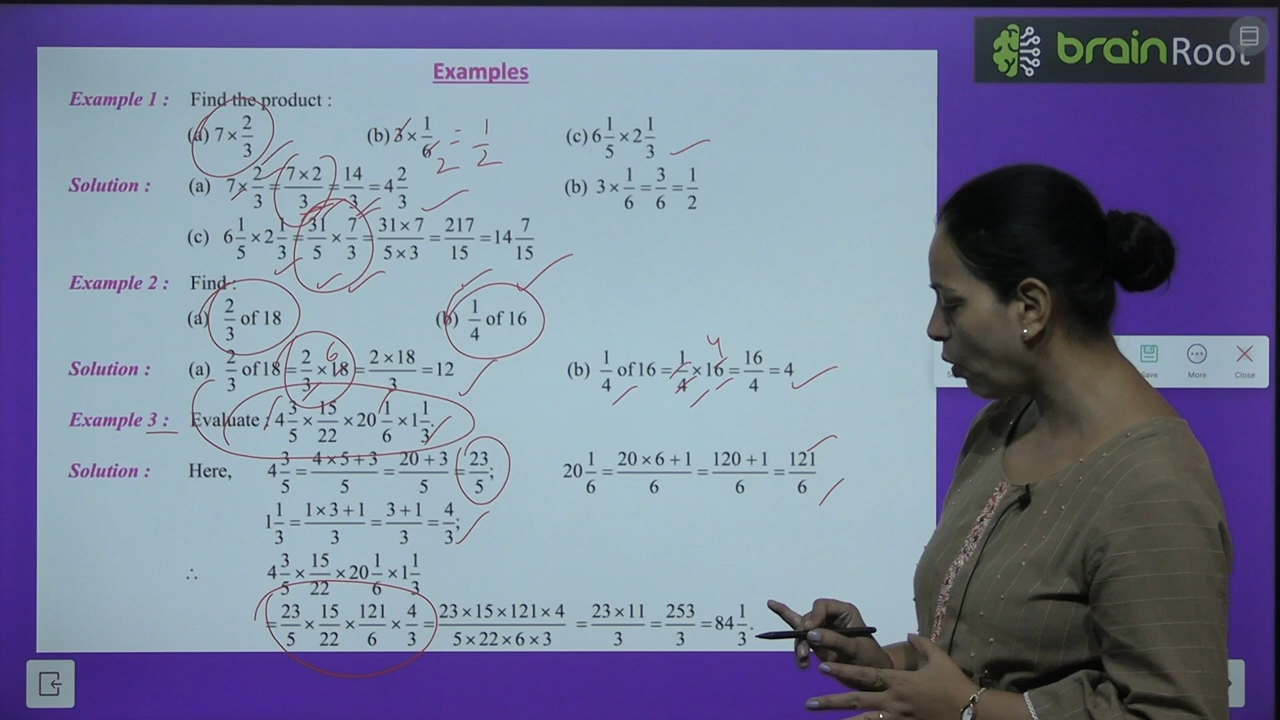 brainRoot
Examples
Example 1 : Find the product :
(a) 7 × 2/3 (b) 3 × 1/6 = 1/2 (c) 6 1/5 × 2 1/3
2
Solution : (a) 7 × 2/3 = 7 × 2/3 = 14/3 = 4 2/3 (b) 3 × 1/6 = 3/6 = 1/2
(c) 6 1/5 × 2 1/3 = 31/5 × 7/3 = 31 × 7/5 × 3 = 217/15 = 14 7/15
Example 2 : Find :
(a) 2/3 of 18 (b) 1/4 of 16
6 4
Solution : (a) 2/3 of 18 = 2/3 × 18 = 2 × 18/3 = 12 (b) 1/4 of 16 = 1/4 × 16 = 16/4 = 4
Save More Close
Example 3 : Evaluate : 4 3/5 × 15/22 × 20 1/6 × 1 1/3.
Solution : Here, 4 3/5 = 4 × 5 + 3/5 = 20 + 3/5 = 23/5; 20 1/6 = 20 × 6 + 1/6 = 120 + 1/6 = 121/6
1 1/3 = 1 × 3 + 1/3 = 3 + 1/3 = 4/3;
∴ 4 3/5 × 15/22 × 20 1/6 × 1 1/3
= 23/5 × 15/22 × 121/6 × 4/3 = 23 × 15 × 121 × 4/5 × 22 × 6 × 3 = 23 × 11/3 = 253/3 = 84 1/3.